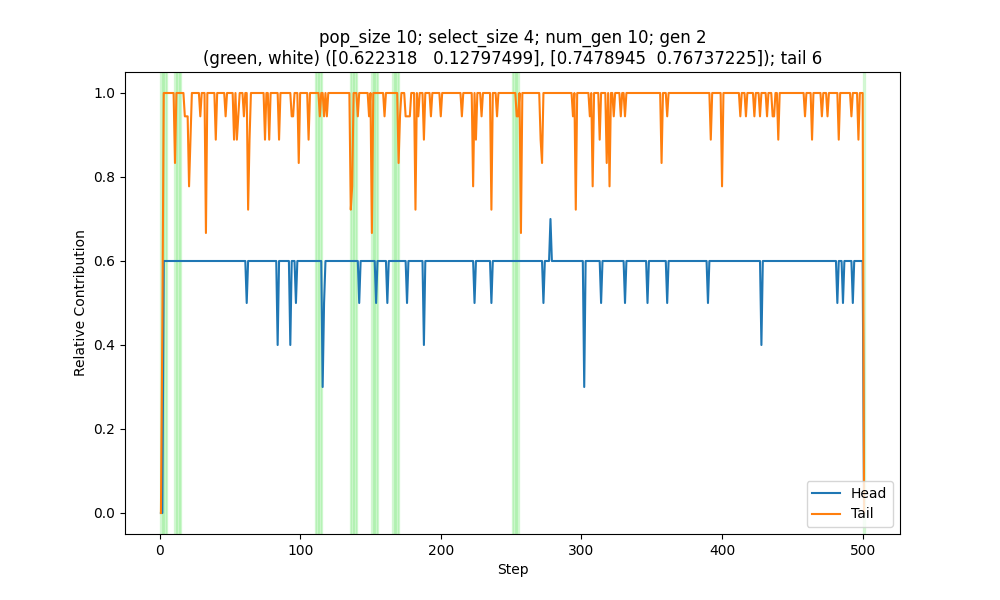 pop_size 10; select_size 4; num_gen 10; gen 2
(green, white) ([0.622318   0.12797499], [0.7478945  0.76737225]); tail 6
1.0
0.8
0.6
0.4
0.2
0.0
Relative Contribution
0
100
200
300
400
500
Step
Head
Tail